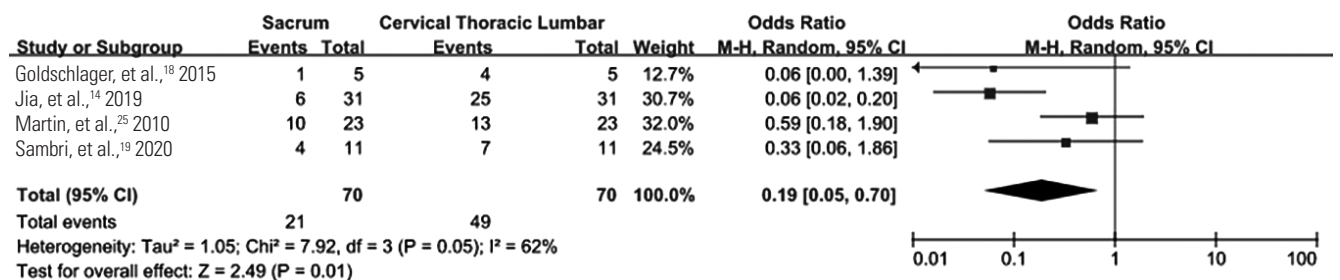 Sacrum Cervical Thoracic Lumbar Odds Ratio Odds Ratio
Study or Subgroup Events Total Events Total Weight M-H, Random, 95% CI M-H, Random, 95% CI
Goldschlager, et al.,18 2015 1 5 4 5 12.7% 0.06 [0.00, 1.39]
Jia, et al.,14 2019 6 31 25 31 30.7% 0.06 [0.02, 0.20]
Martin, et al.,25 2010 10 23 13 23 32.0% 0.59 [0.18, 1.90]
Sambri, et al.,19 2020 4 11 7 11 24.5% 0.33 [0.06, 1.86]
Total (95% CI) 70 70 100.0% 0.19 [0.05, 0.70]
Total events 21 49
Heterogeneity: Tau² = 1.05; Chi² = 7.92, df = 3 (P = 0.05); I² = 62%
Test for overall effect: Z = 2.49 (P = 0.01)
0.01 0.1 1 10 100